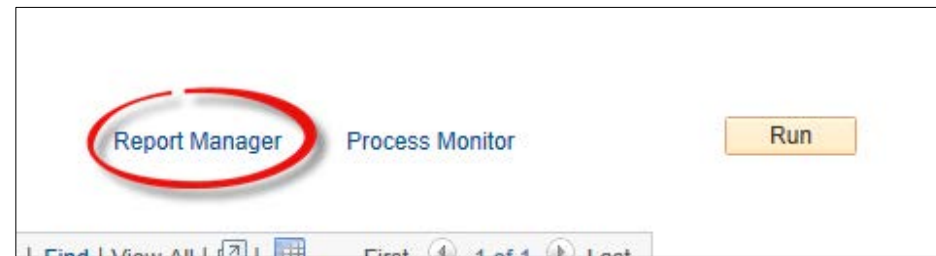 Report Manager Process Monitor Run
| Find | View All | | First 1 of 1 Last